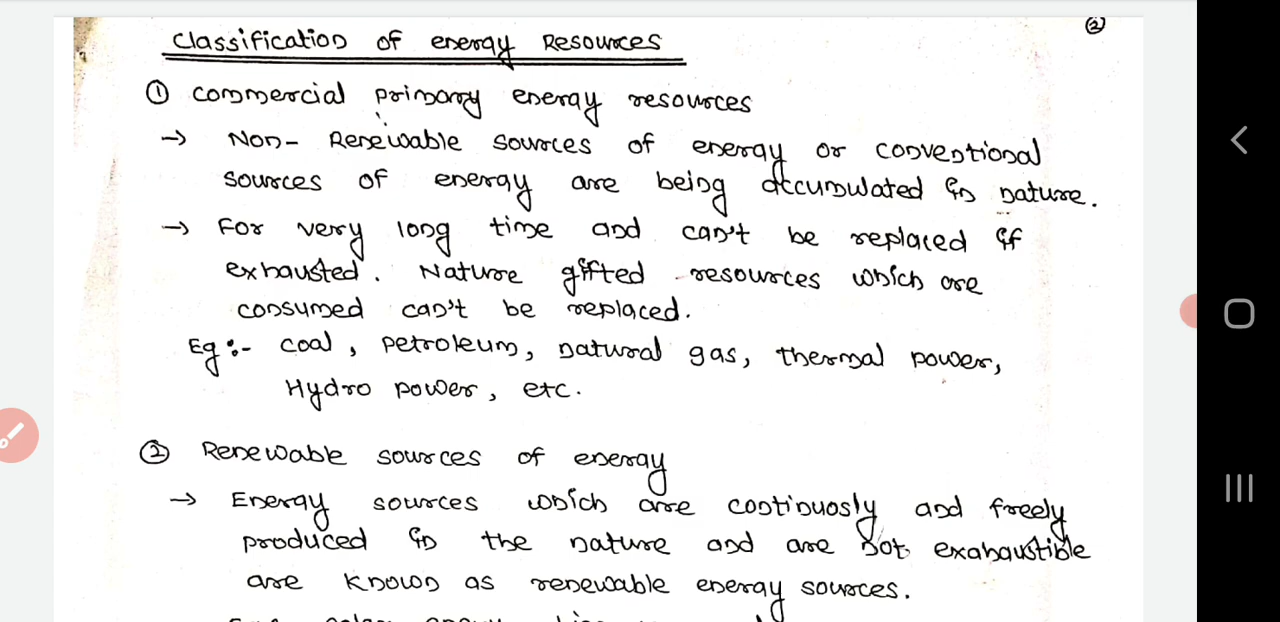 ②
Classification of energy Resources
① commercial primary energy resources
→ Non-Renewable sources of energy or conventional
sources of energy are being accumulated in nature.
→ For very long time and can't be replaced if
exhausted. Nature gifted resources which are
consumed can't be replaced.
Eg:- coal, petroleum, natural gas, thermal power,
Hydro power, etc.
② Renewable sources of energy
→ Energy sources which are continuosly and freely
produced in the nature and are not exahaustible
are known as renewable energy sources.